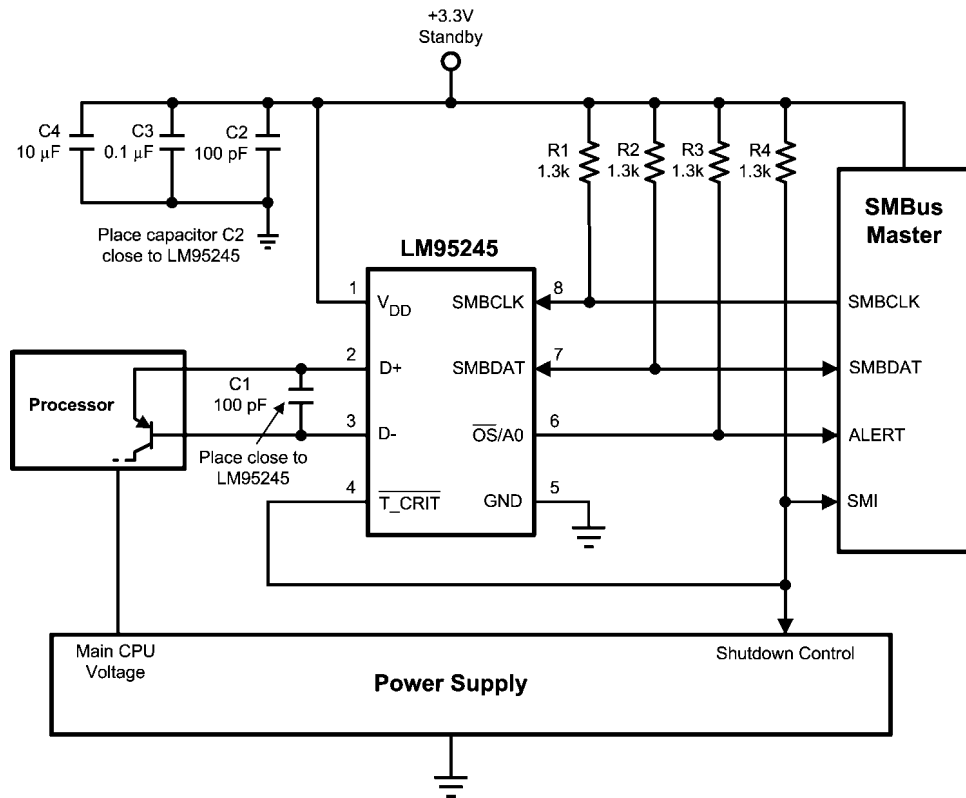 +3.3V
Standby
C4
10 μF
C3
0.1 μF
C2
100 pF
R1
1.3k
R2
1.3k
R3
1.3k
R4
1.3k
Place capacitor C2
close to LM95245
LM95245
SMBus
Master
1
VDD
2
D+
3
D-
4
T_CRIT
SMBCLK
8
SMBDAT
7
OS/A0
6
GND
5
SMBCLK
SMBDAT
ALERT
SMI
Processor
C1
100 pF
Place close to
LM95245
Main CPU
Voltage
Shutdown Control
Power Supply